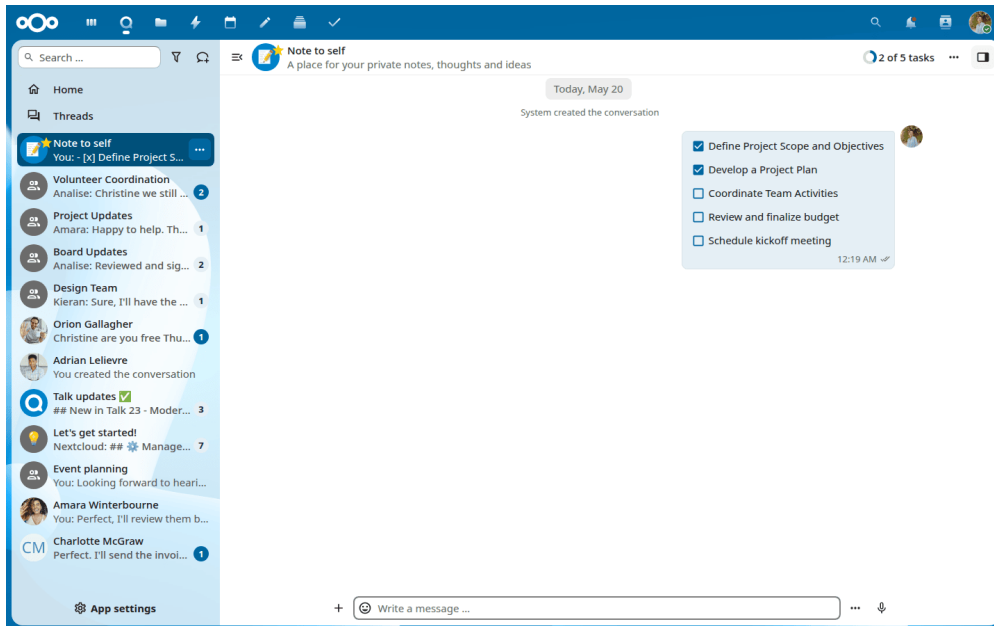 Search ...
Home
Threads
Note to self
You: - [x] Define Project S...
Volunteer Coordination
Analise: Christine we still ...
2
Project Updates
Amara: Happy to help. Th...
1
Board Updates
Analise: Reviewed and sig...
2
Design Team
Kieran: Sure, I'll have the ...
1
Orion Gallagher
Christine are you free Thu...
1
Adrian Lelievre
You created the conversation
Talk updates ✅
## New in Talk 23 - Moder...
3
Let's get started!
Nextcloud: ## ⚙️ Manage...
7
Event planning
You: Looking forward to heari...
Amara Winterbourne
You: Perfect, I'll review them b...
CM
Charlotte McGraw
Perfect. I'll send the invoi...
1
App settings
Note to self
A place for your private notes, thoughts and ideas
2 of 5 tasks
Today, May 20
System created the conversation
Define Project Scope and Objectives
Develop a Project Plan
Coordinate Team Activities
Review and finalize budget
Schedule kickoff meeting
12:19 AM
Write a message ...